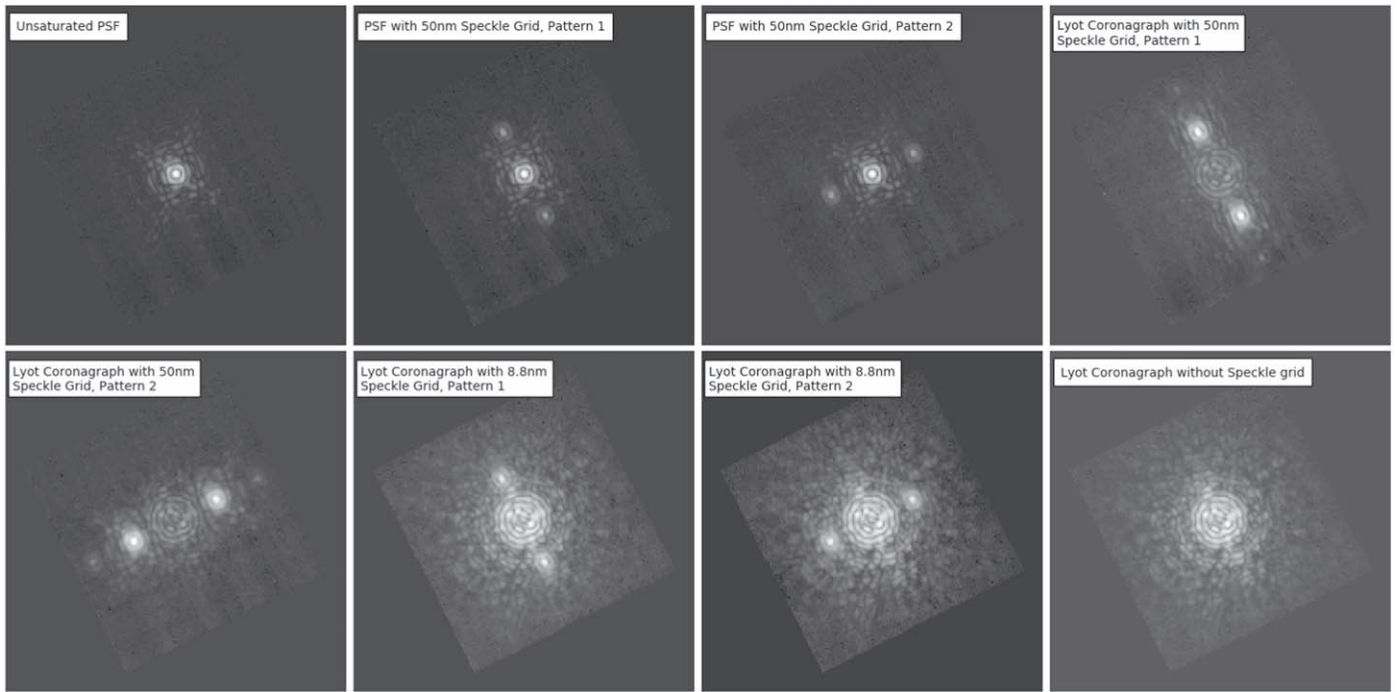 Unsaturated PSF
PSF with 50nm Speckle Grid, Pattern 1
PSF with 50nm Speckle Grid, Pattern 2
Lyot Coronagraph with 50nm
Speckle Grid, Pattern 1
Lyot Coronagraph with 50nm
Speckle Grid, Pattern 2
Lyot Coronagraph with 8.8nm
Speckle Grid, Pattern 1
Lyot Coronagraph with 8.8nm
Speckle Grid, Pattern 2
Lyot Coronagraph without Speckle grid